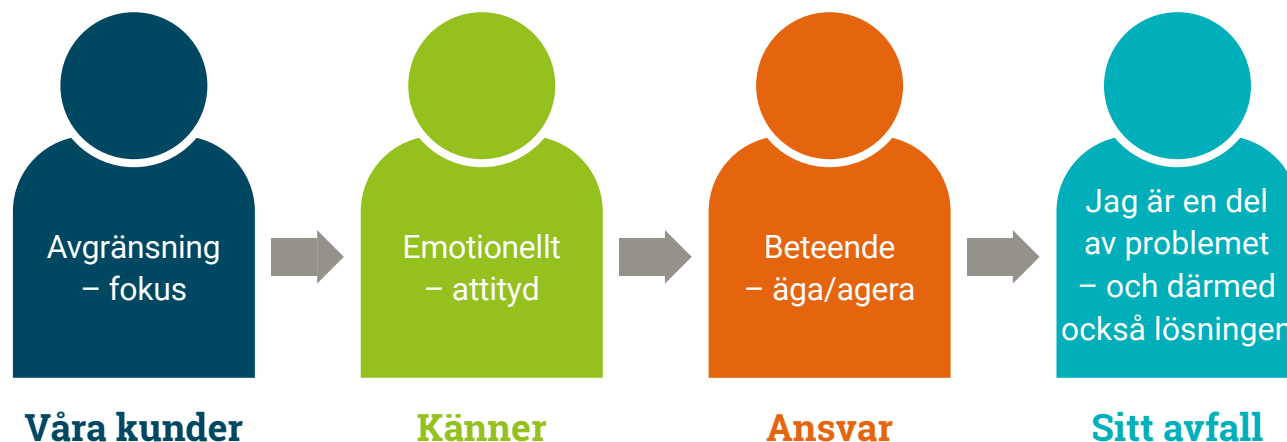 Avgränsning
– fokus
Emotionellt
– attityd
Beteende
– äga/agera
Jag är en del
av problemet
– och därmed
också lösningen
Våra kunder
Känner
Ansvar
Sitt avfall